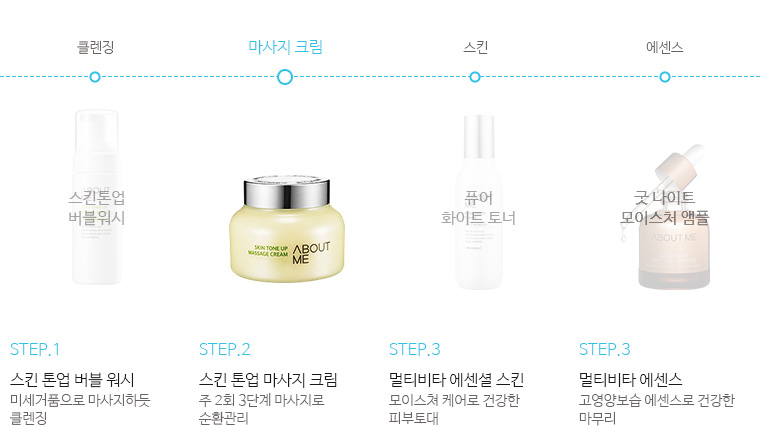 클렌징
마사지 크림
스킨
에센스
스킨톤업
버블워시
퓨어
화이트 토너
굿 나이트
모이스처 앰플
ABOUT
SKIN TONE UP
MASSAGE CREAM
ABOUT
ME
ABOUT ME
STEP.1
스킨 톤업 버블 워시
미세거품으로 마사지하듯
클렌징
STEP.2
스킨 톤업 마사지 크림
주 2회 3단계 마사지로
순환관리
STEP.3
멀티비타 에센셜 스킨
모이스쳐 케어로 건강한
피부토대
STEP.3
멀티비타 에센스
고영양보습 에센스로 건강한
마무리